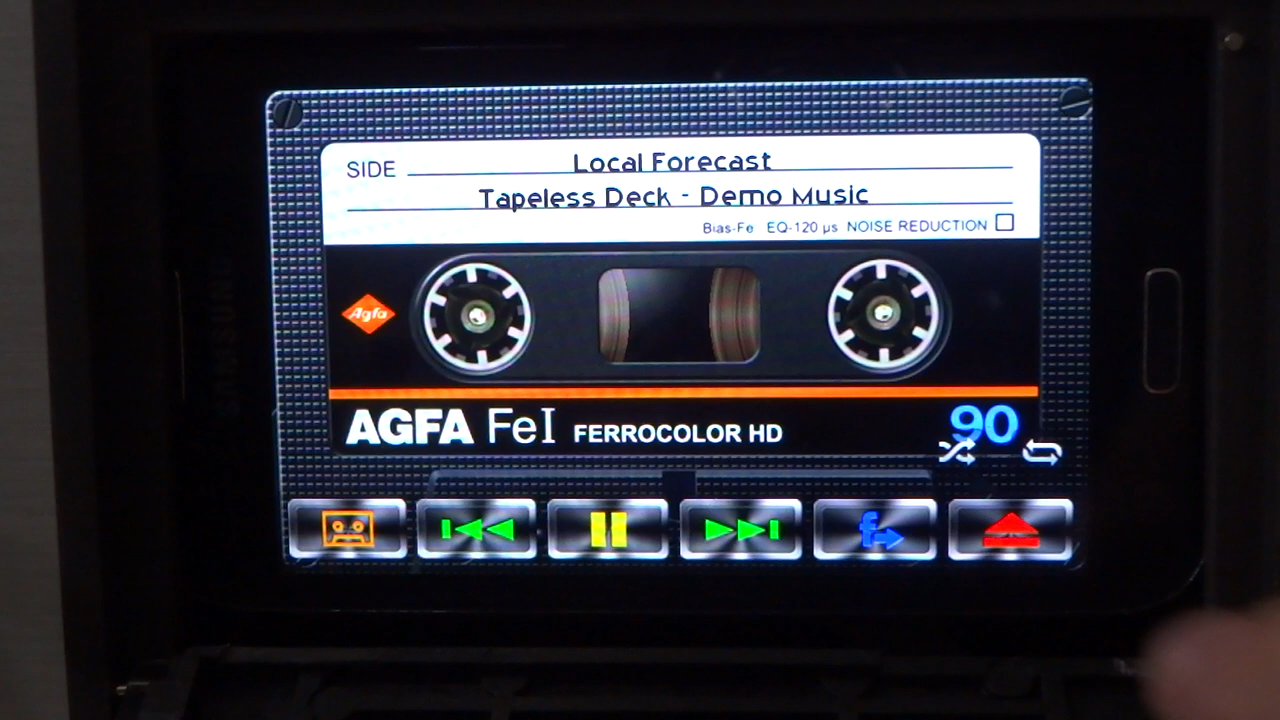 SIDE Local Forecast
Tapeless Deck - Demo Music
Bias-Fe EQ-120 µs NOISE REDUCTION
Agfa
AGFA FeI FERROCOLOR HD 90
f